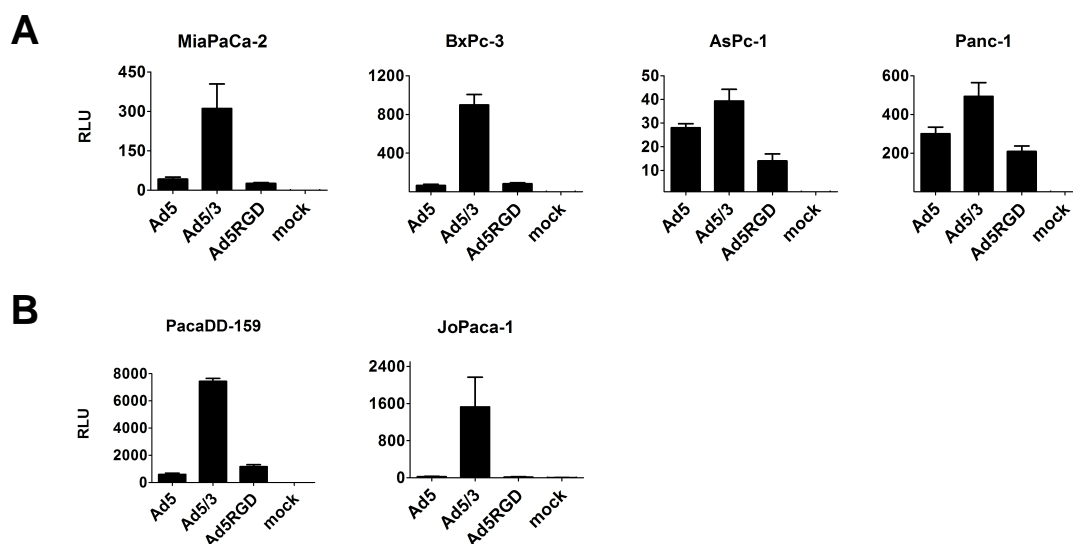 A
MiaPaCa-2
BxPc-3
AsPc-1
Panc-1
RLU
450
300
150
0
Ad5
Ad5/3
Ad5RGD
mock
1200
800
400
Ad5
Ad5/3
Ad5RGD
mock
50
40
30
20
10
Ad5
Ad5/3
Ad5RGD
mock
600
400
200
Ad5
Ad5/3
Ad5RGD
mock
B
PacaDD-159
JoPaca-1
RLU
8000
6000
4000
2000
0
Ad5
Ad5/3
Ad5RGD
mock
2400
1600
800
0
Ad5
Ad5/3
Ad5RGD
mock